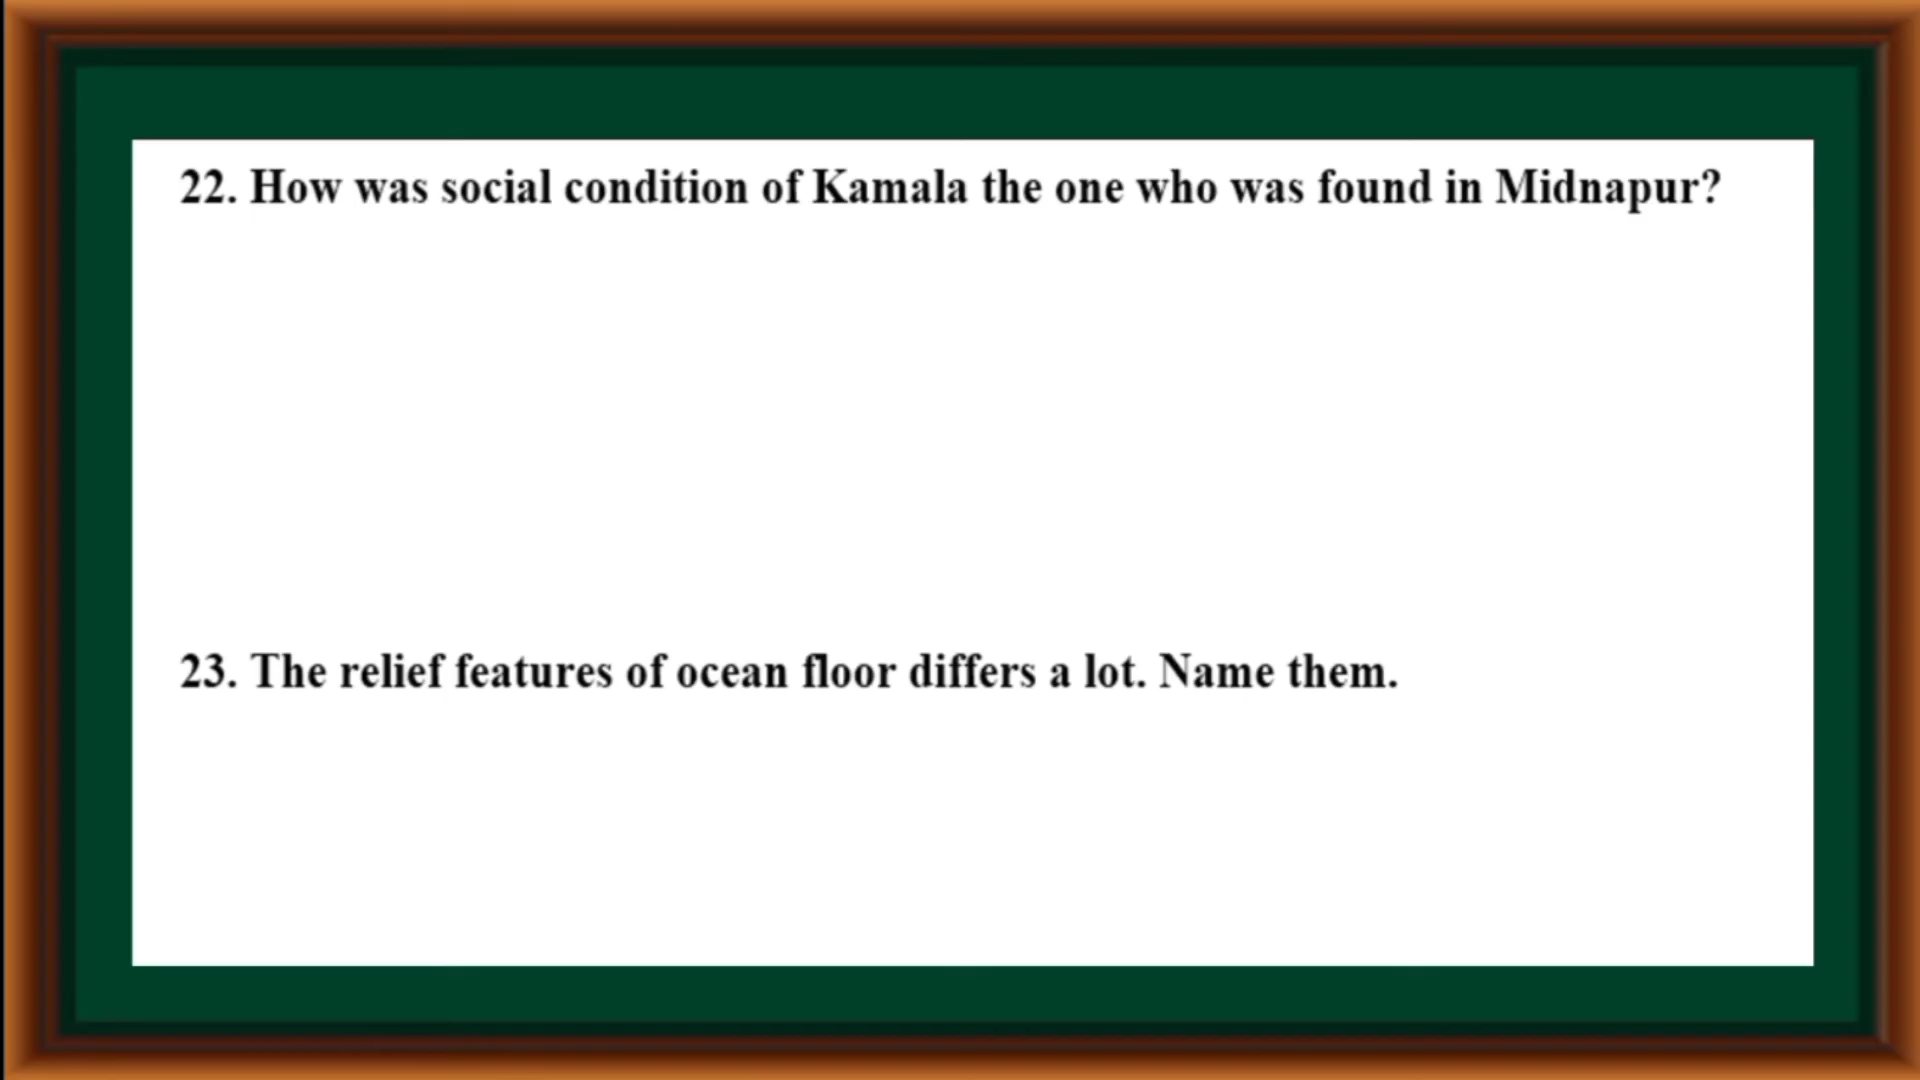 22. How was social condition of Kamala the one who was found in Midnapur?
23. The relief features of ocean floor differs a lot. Name them.